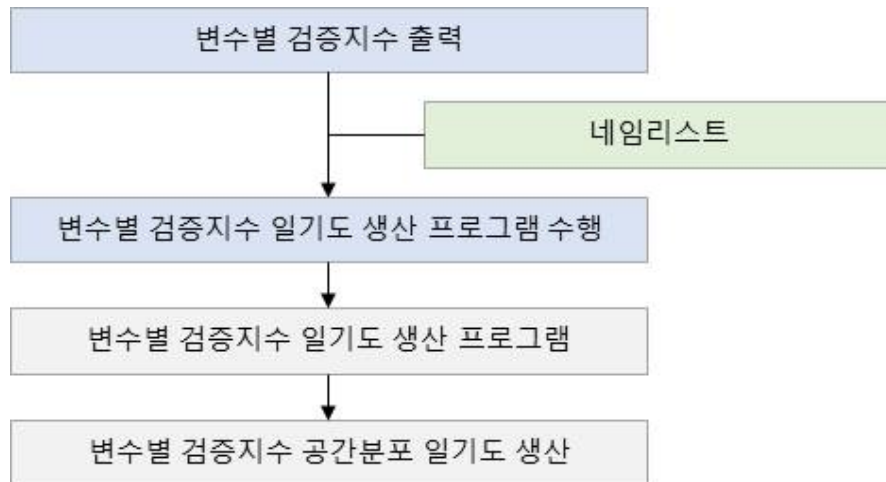 변수별 검증지수 출력
네임리스트
변수별 검증지수 일기도 생산 프로그램 수행
변수별 검증지수 일기도 생산 프로그램
변수별 검증지수 공간분포 일기도 생산